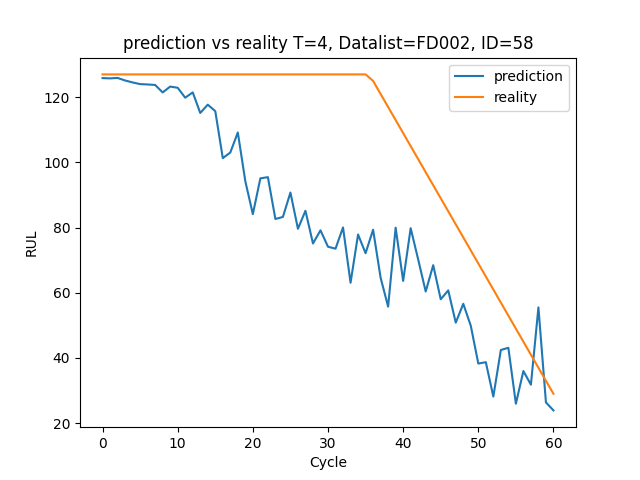 prediction vs reality T=4, Datalist=FD002, ID=58
prediction
reality
RUL
120
100
80
60
40
20
0 10 20 30 40 50 60
Cycle